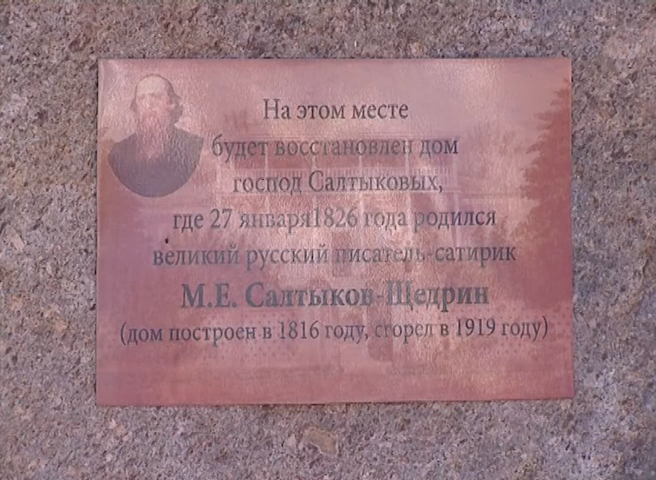 На этом месте
будет восстановлен дом
господ Салтыковых,
где 27 января1826 года родился
великий русский писатель-сатирик
М.Е. Салтыков-Щедрин
(дом построен в 1816 году, сгорел в 1919 году)